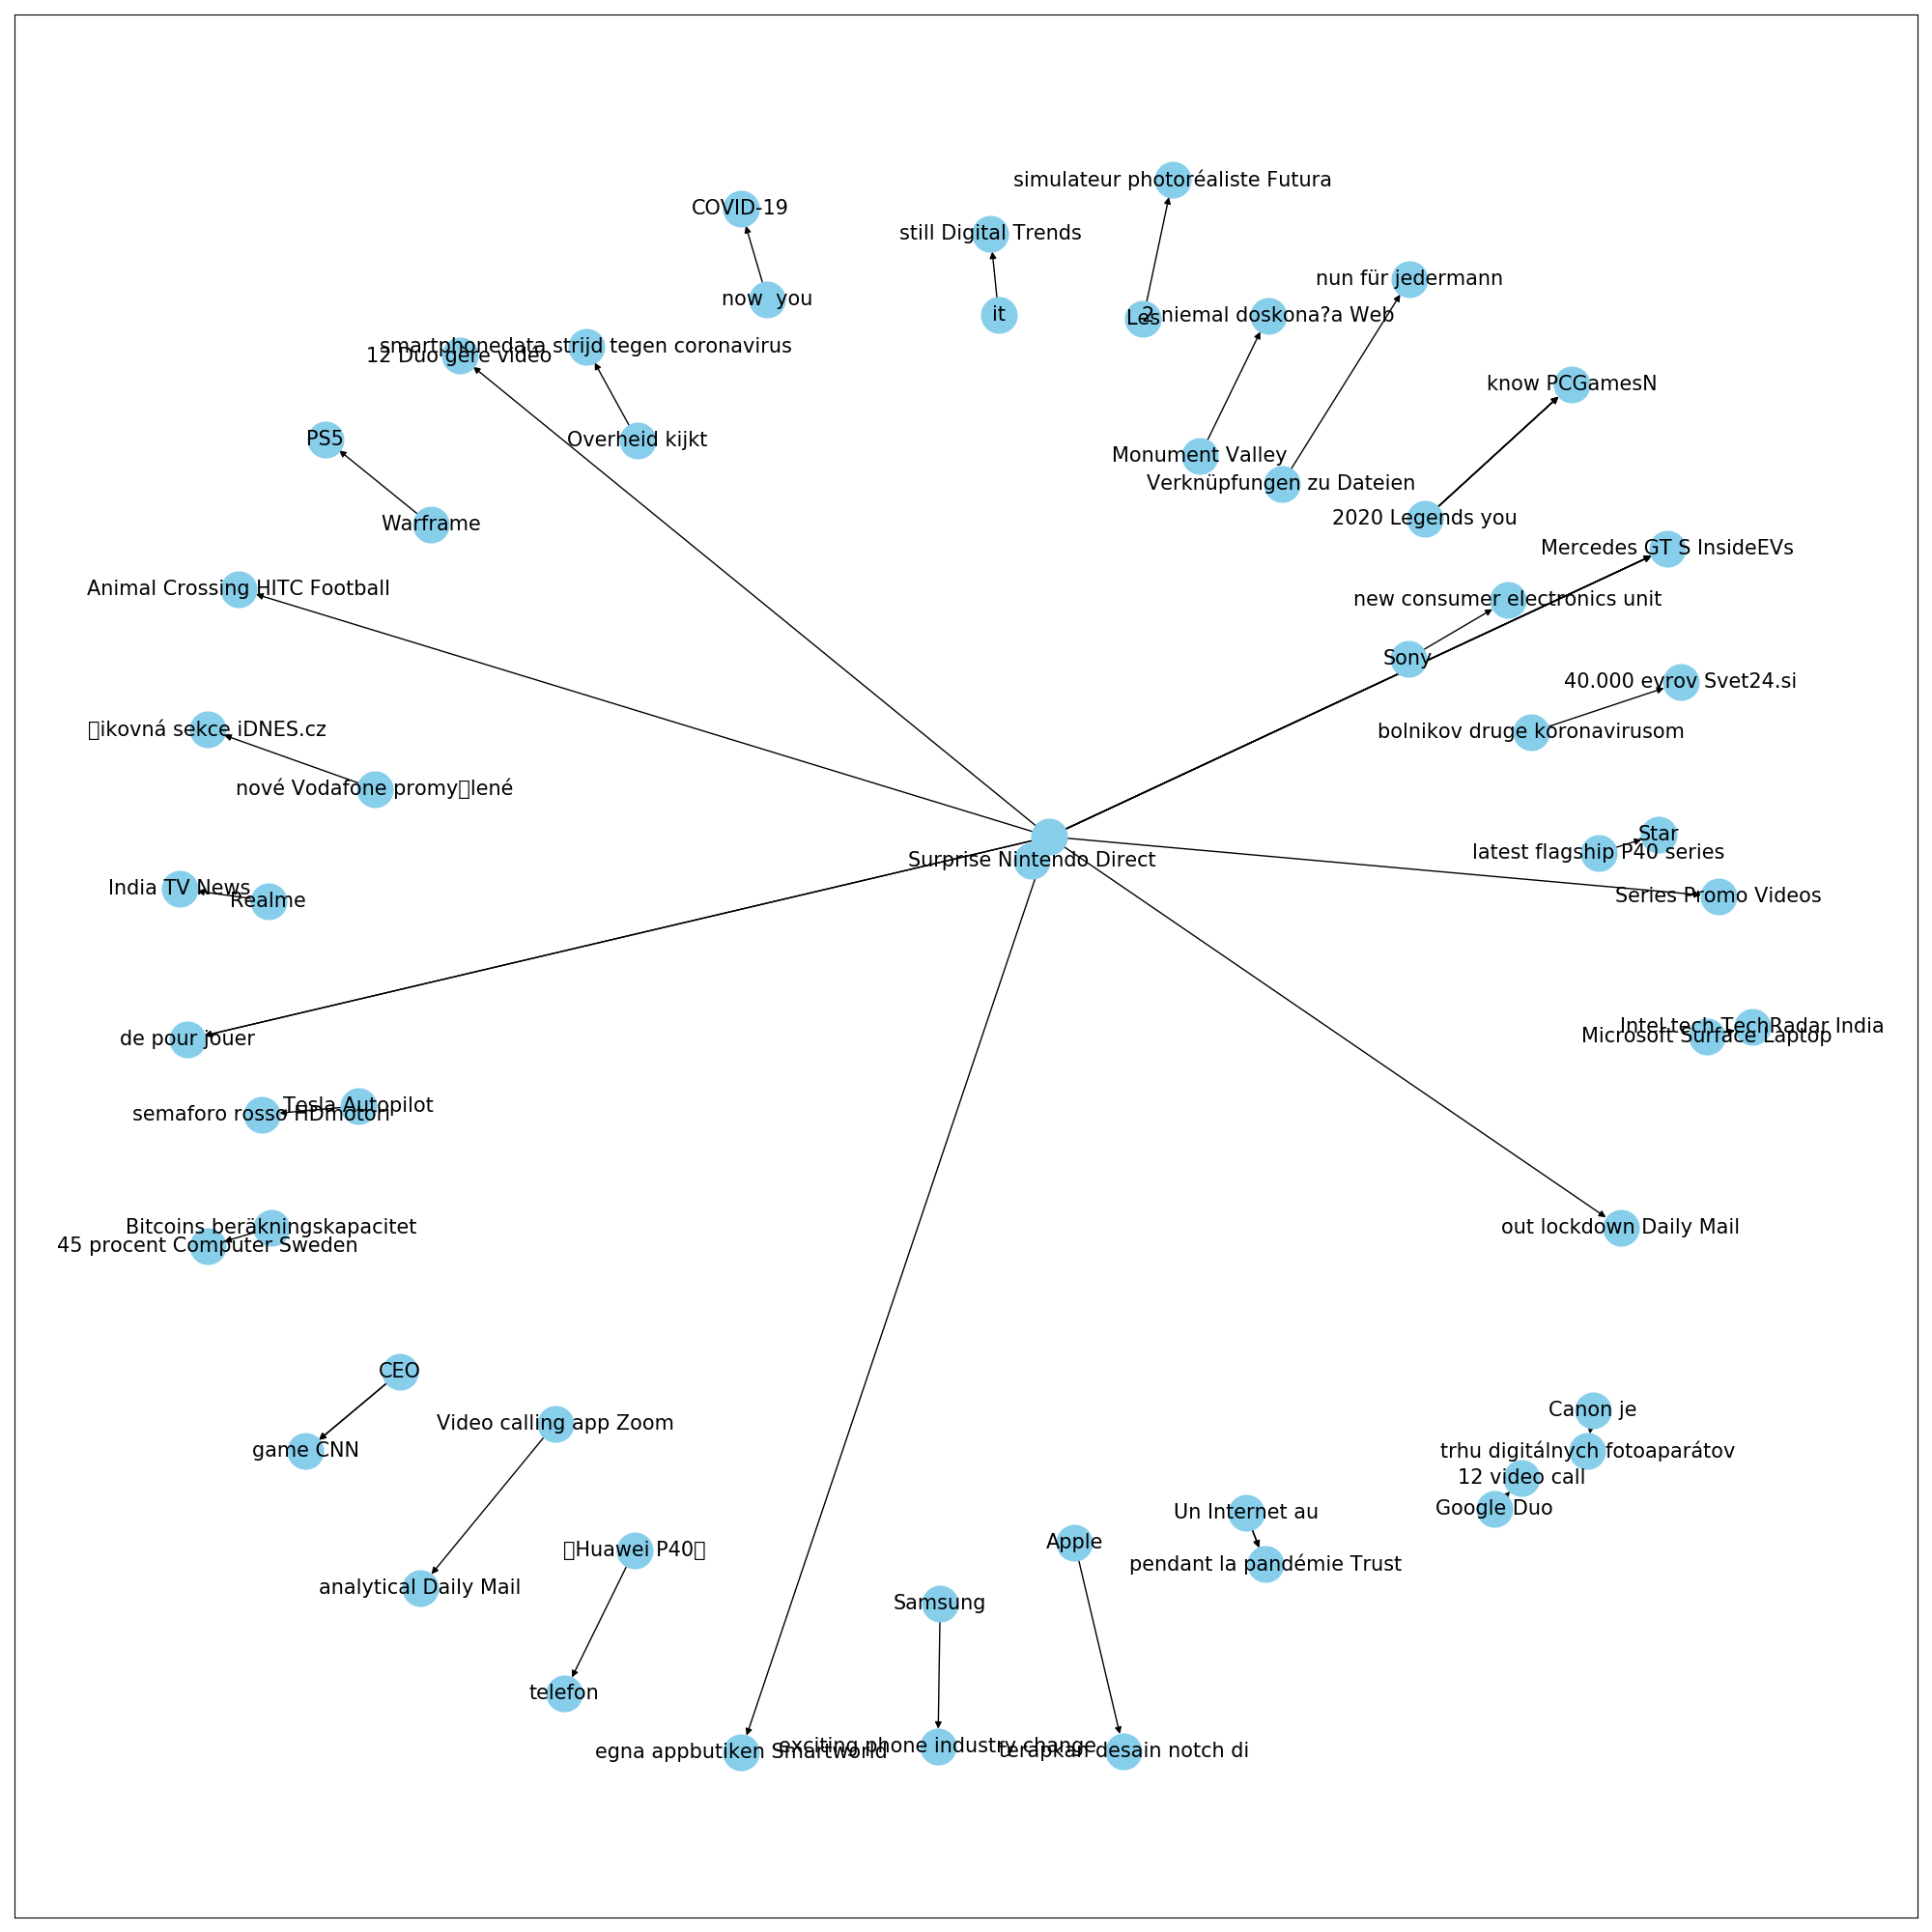 simulateur photoréaliste Futura
COVID-19
still Digital Trends
nun für jedermann
now  you
it
Les
2 niemal doskona?a Web
smartphonedata strijd tegen coronavirus
12 Duo gère vidéo
know PCGamesN
PS5
Overheid kijkt
Monument Valley
Verknüpfungen zu Dateien
Warframe
2020 Legends you
Mercedes GT S InsideEVs
Animal Crossing HITC Football
new consumer electronics unit
Sony
40.000 evrov Svet24.si
ikovná sekce iDNES.cz
bolnikov druge koronavirusom
nové Vodafone promy▯lené
Star
latest flagship P40 series
Surprise Nintendo Direct
India TV News
Realme
Series Promo Videos
Intel tech TechRadar India
Microsoft Surface Laptop
de pour jouer
Tesla Autopilot
semaforo rosso HDmotori
Bitcoins beräkningskapacitet
out lockdown Daily Mail
45 procent Computer Sweden
CEO
Canon je
Video calling app Zoom
game CNN
trhu digitálnych fotoaparátov
12 video call
Google Duo
Un Internet au
Apple
Huawei P40
pendant la pandémie Trust
analytical Daily Mail
Samsung
telefon
egna appbutiken Smartworld
exciting phone industry change
terapkan desain notch di